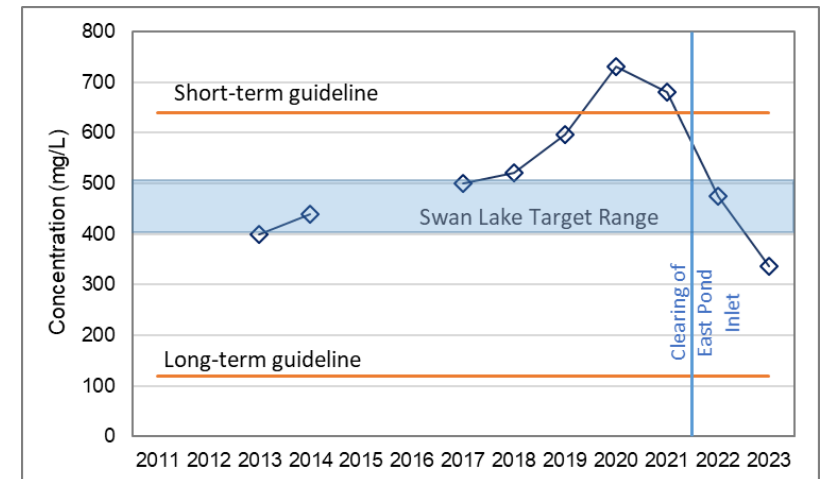 800
700
Short-term guideline
600
500
Swan Lake Target Range
400
300
200
Long-term guideline
100
0
Concentration (mg/L)
Clearing of
East Pond
Inlet
2011 2012 2013 2014 2015 2016 2017 2018 2019 2020 2021 2022 2023